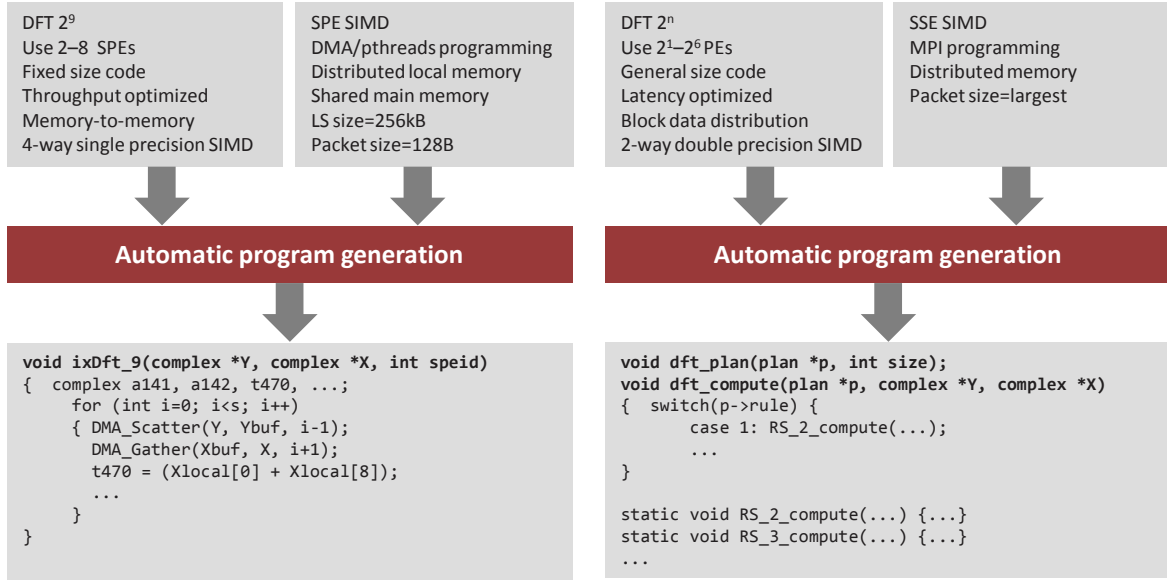 DFT 2⁹
Use 2–8 SPEs
Fixed size code
Throughput optimized
Memory-to-memory
4-way single precision SIMD
SPE SIMD
DMA/pthreads programming
Distributed local memory
Shared main memory
LS size=256kB
Packet size=128B
Automatic program generation
void ixDft_9(complex *Y, complex *X, int speid)
{  complex a141, a142, t470, ...;
for (int i=0; i<s; i++)
{ DMA_Scatter(Y, Ybuf, i-1);
DMA_Gather(Xbuf, X, i+1);
t470 = (Xlocal[0] + Xlocal[8]);
...
}
}
DFT 2ⁿ
Use 2¹–2⁶ PEs
General size code
Latency optimized
Block data distribution
2-way double precision SIMD
SSE SIMD
MPI programming
Distributed memory
Packet size=largest
Automatic program generation
void dft_plan(plan *p, int size);
void dft_compute(plan *p, complex *Y, complex *X)
{  switch(p->rule) {
case 1: RS_2_compute(...);
...
}
static void RS_2_compute(...) {...}
static void RS_3_compute(...) {...}
...